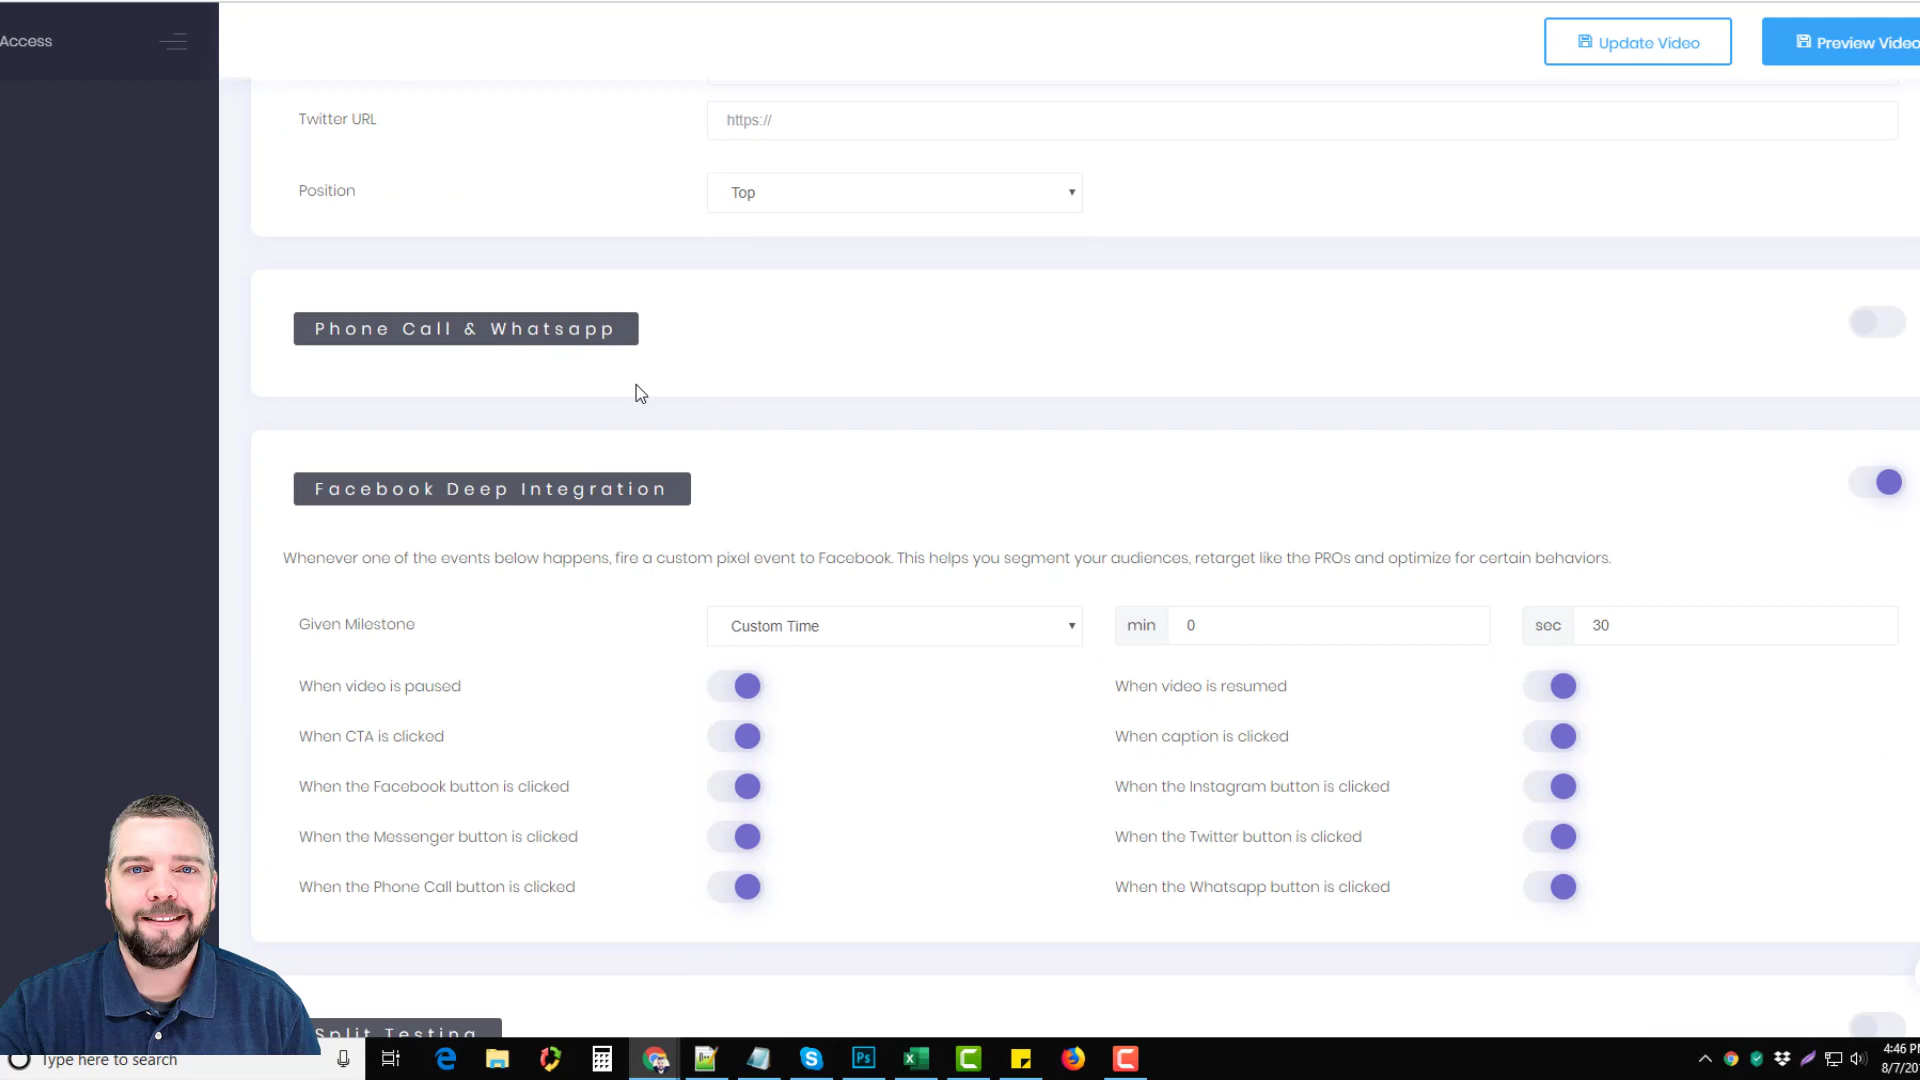 Access
Update Video
Preview Video
Twitter URL
https://
Position
Top
Phone Call & Whatsapp
Facebook Deep Integration
Whenever one of the events below happens, fire a custom pixel event to Facebook. This helps you segment your audiences, retarget like the PROs and optimize for certain behaviors.
Given Milestone
Custom Time
min 0
sec 30
When video is paused
When video is resumed
When CTA is clicked
When caption is clicked
When the Facebook button is clicked
When the Instagram button is clicked
When the Messenger button is clicked
When the Twitter button is clicked
When the Phone Call button is clicked
When the Whatsapp button is clicked
Split Testing
Type here to search
Ps
4:46 P
8/7/20